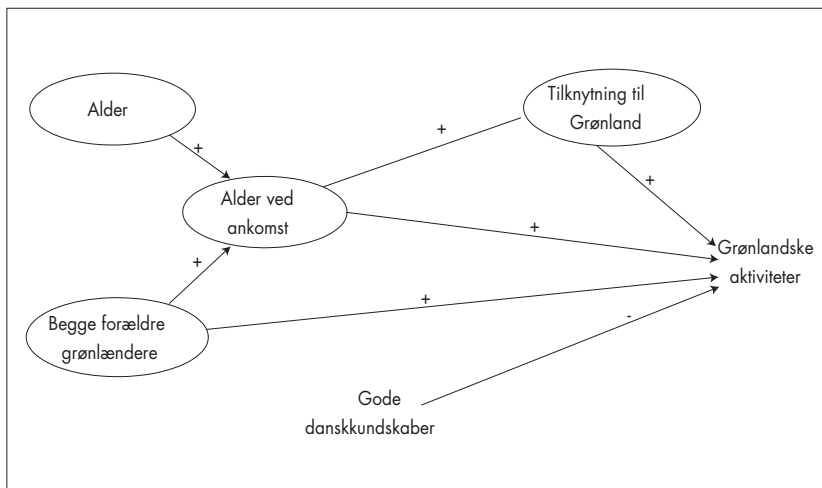 Alder
+
Alder ved
ankomst
+
Tilknytning til
Grønland
+
+
Grønlandske
aktiviteter
+
Begge forældre
grønlændere
+
-
Gode
danskkundskaber